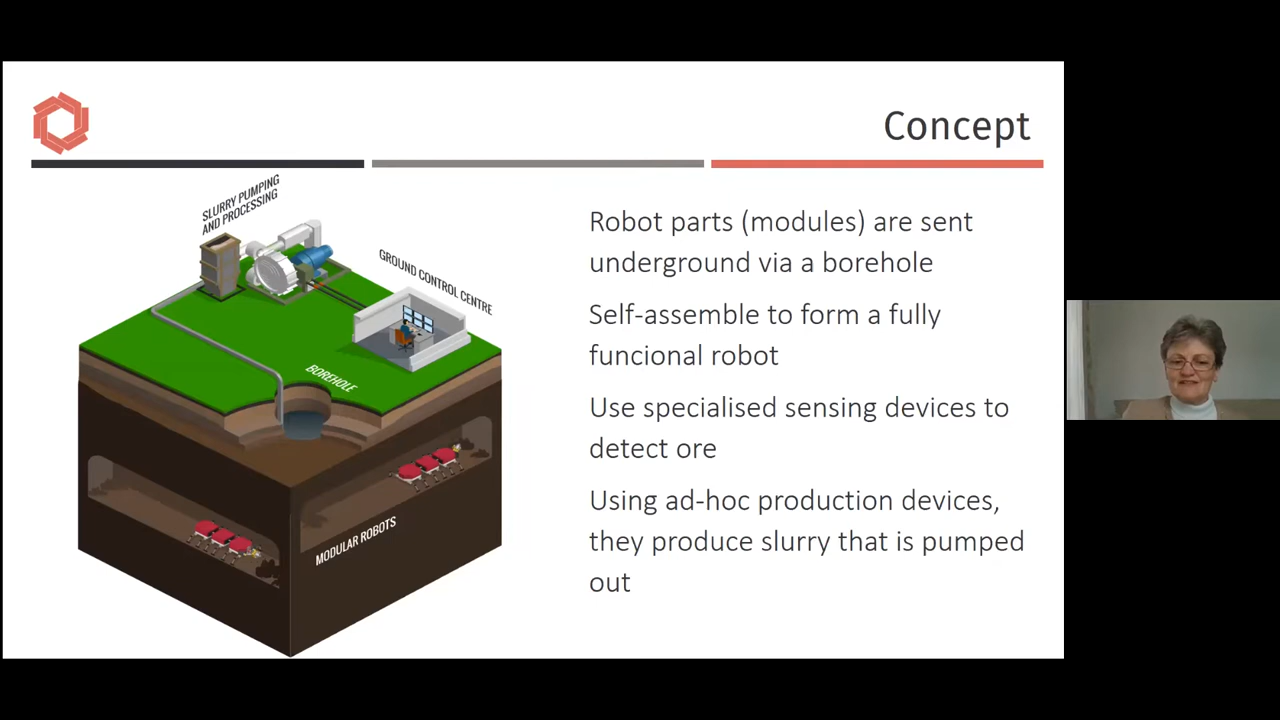 Concept
SLURRY PUMPING
AND PROCESSING
GROUND CONTROL CENTRE
BOREHOLE
MODULAR ROBOTS
Robot parts (modules) are sent
underground via a borehole
Self-assemble to form a fully
funcional robot
Use specialised sensing devices to
detect ore
Using ad-hoc production devices,
they produce slurry that is pumped
out